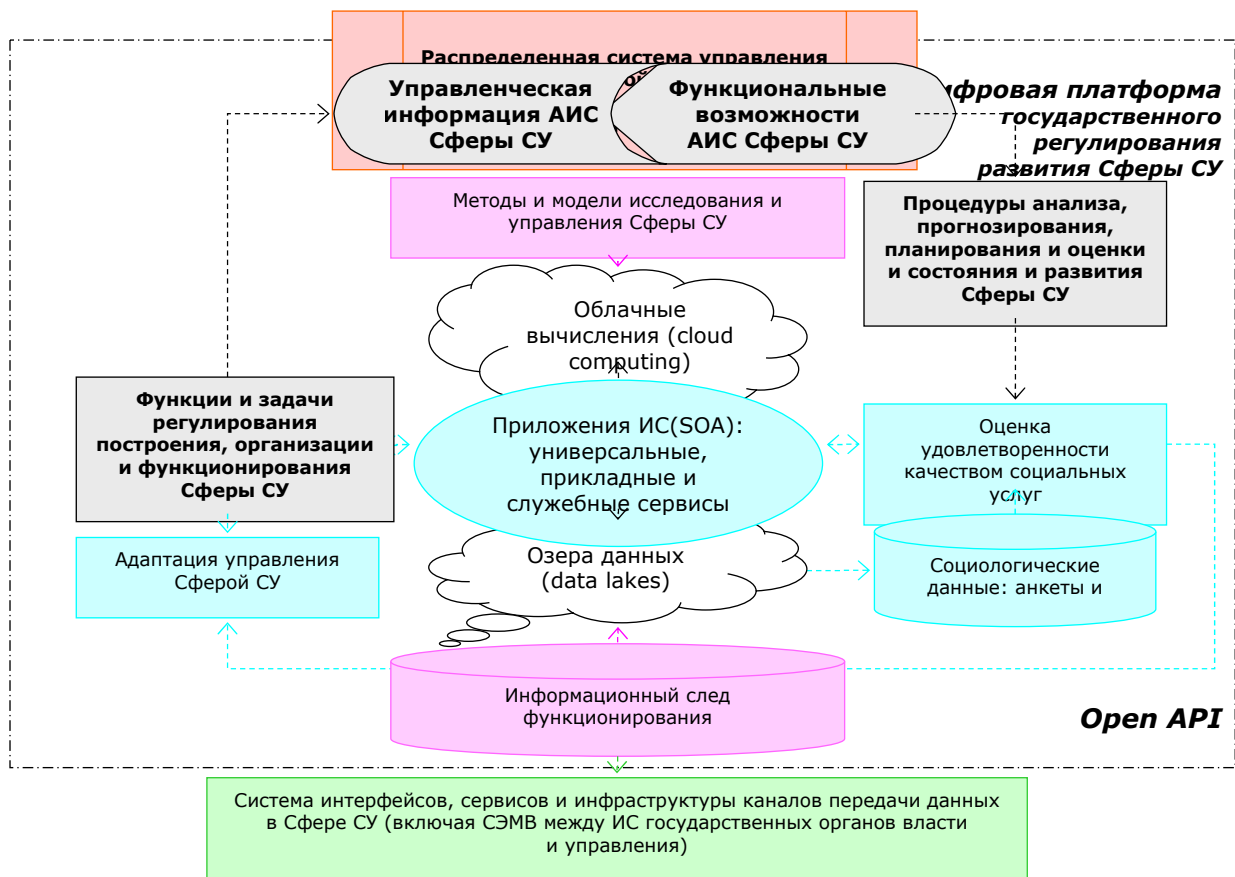 Распределенная система управления
Управленческая
информация АИС
Сферы СУ
Функциональные
возможности
АИС Сферы СУ
платформа
государственного
регулирования
развития Сферы СУ
Методы и модели исследования и
управления Сферы СУ
Процедуры анализа,
прогнозирования,
планирования и оценки
и состояния и развития
Сферы СУ
Облачные
вычисления (cloud
computing)
Функции и задачи
регулирования
построения, организации
и функционирования
Сферы СУ
Приложения ИС(SOA):
универсальные,
прикладные и
служебные сервисы
Оценка
удовлетворенности
качеством социальных
услуг
Адаптация управления
Сферой СУ
Озера данных
(data lakes)
Социологические
данные: анкеты и
Информационный след
функционирования
Open API
Система интерфейсов, сервисов и инфраструктуры каналов передачи данных
в Сфере СУ (включая СЭМВ между ИС государственных органов власти
и управления)